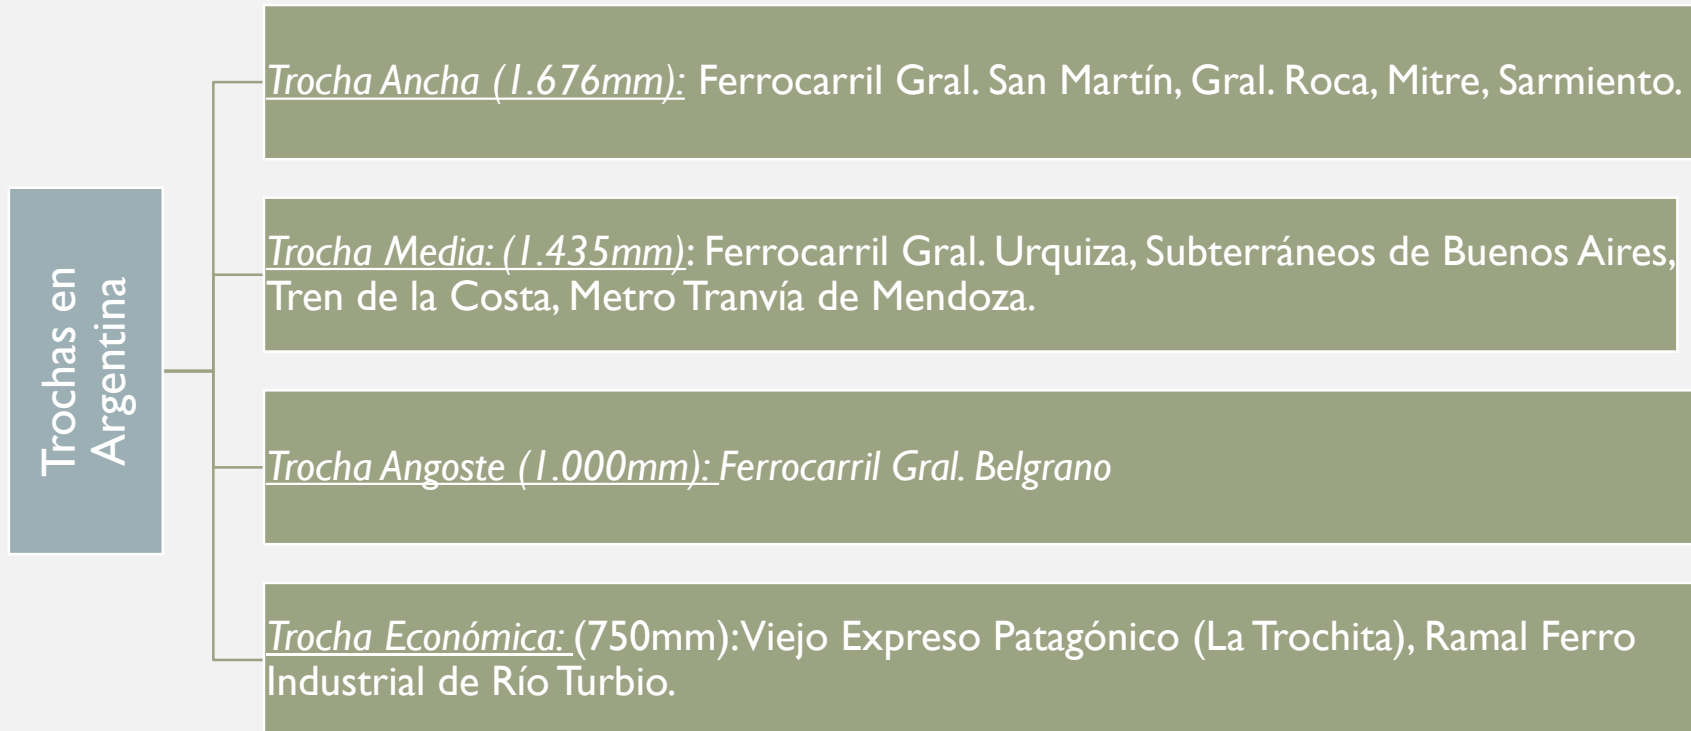 Trochas en
Argentina
Trocha Ancha (1.676mm): Ferrocarril Gral. San Martín, Gral. Roca, Mitre, Sarmiento.
Trocha Media: (1.435mm): Ferrocarril Gral. Urquiza, Subterráneos de Buenos Aires,
Tren de la Costa, Metro Tranvía de Mendoza.
Trocha Angoste (1.000mm): Ferrocarril Gral. Belgrano
Trocha Económica: (750mm): Viejo Expreso Patagónico (La Trochita), Ramal Ferro
Industrial de Río Turbio.